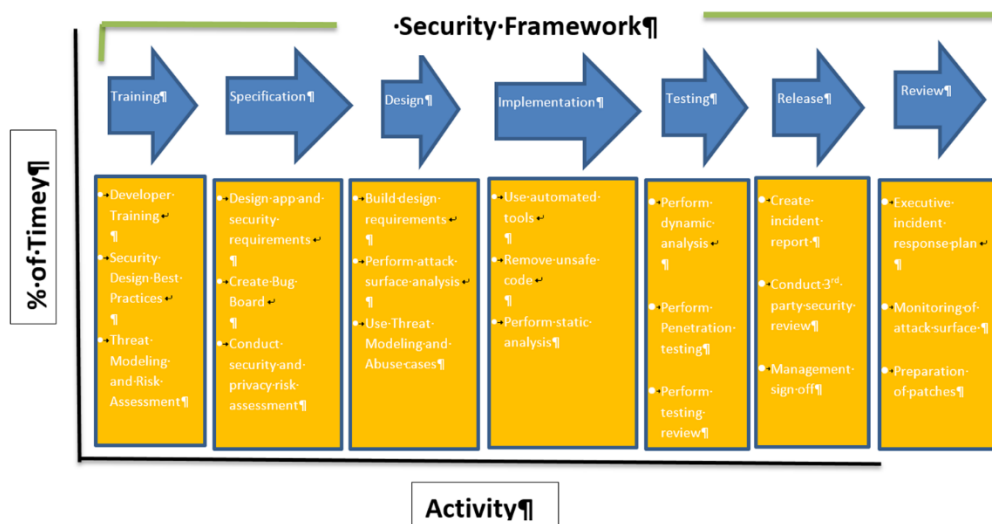 ·Security·Framework¶
Training¶
Specification¶
Design¶
Implementation¶
Testing¶
Release¶
Review¶
%·of·Timey¶
Developer·
Training↵
¶
Security·
Design·Best·
Practices↵
¶
Threat·
Modeling·
and·Risk·
Assessment¶
Design·app·and·
security·
requirements↵
¶
Create·Bug·
Board↵
¶
Conduct·
security·and·
privacy·risk·
assessment¶
Build·design·
requirements↵
¶
Perform·attack·
surface·analysis↵
¶
Use·Threat·
Modeling·and·
Abuse·cases¶
Use·automated·
tools↵
¶
Remove·unsafe·
code↵
¶
Perform·static·
analysis¶
Perform·
dynamic·
analysis↵
¶
Perform·
Penetration·
testing¶
Perform·
testing·
review¶
Create·
incident·
report·¶
Conduct·3rd·
party·security·
review¶
Management·
sign·off¶
Executive·
incident·
response·plan¶
Monitoring·of·
attack·surface·¶
Preparation·
of·patches¶
Activity¶